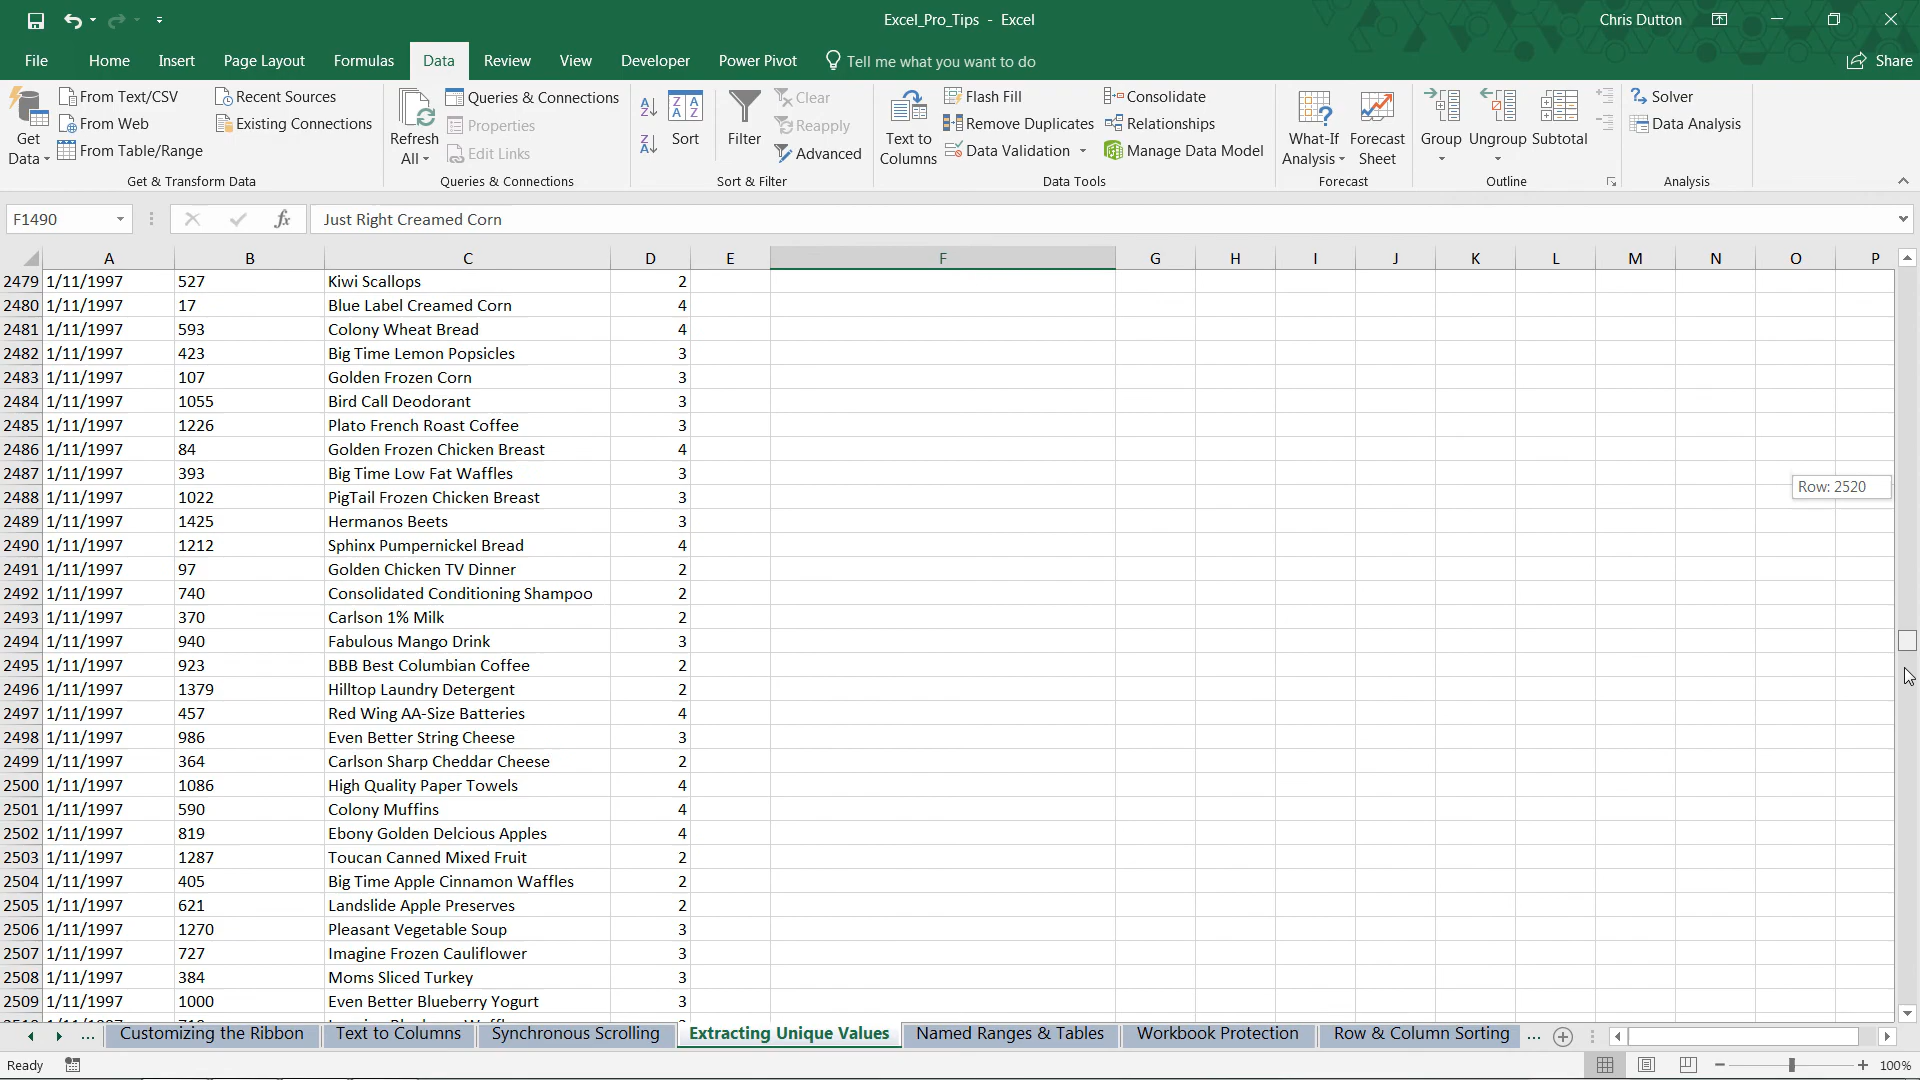 Excel_Pro_Tips - Excel
Chris Dutton
File Home Insert Page Layout Formulas Data Review View Developer Power Pivot Tell me what you want to do Share
Get Data
From Text/CSV
From Web
From Table/Range
Recent Sources
Existing Connections
Get & Transform Data
Refresh All
Queries & Connections
Properties
Edit Links
Queries & Connections
Sort
Filter
Clear
Reapply
Advanced
Sort & Filter
Text to Columns
Flash Fill
Remove Duplicates
Data Validation
Consolidate
Relationships
Manage Data Model
Data Tools
What-If Analysis
Forecast Sheet
Forecast
Group
Ungroup
Subtotal
Outline
Solver
Data Analysis
Analysis
F1490 fx Just Right Creamed Corn
A B C D E F G H I J K L M N O P
2479 1/11/1997 527 Kiwi Scallops 2
2480 1/11/1997 17 Blue Label Creamed Corn 4
2481 1/11/1997 593 Colony Wheat Bread 4
2482 1/11/1997 423 Big Time Lemon Popsicles 3
2483 1/11/1997 107 Golden Frozen Corn 3
2484 1/11/1997 1055 Bird Call Deodorant 3
2485 1/11/1997 1226 Plato French Roast Coffee 3
2486 1/11/1997 84 Golden Frozen Chicken Breast 4
2487 1/11/1997 393 Big Time Low Fat Waffles 3
2488 1/11/1997 1022 PigTail Frozen Chicken Breast 3
Row: 2520
2489 1/11/1997 1425 Hermanos Beets 3
2490 1/11/1997 1212 Sphinx Pumpernickel Bread 4
2491 1/11/1997 97 Golden Chicken TV Dinner 2
2492 1/11/1997 740 Consolidated Conditioning Shampoo 2
2493 1/11/1997 370 Carlson 1% Milk 2
2494 1/11/1997 940 Fabulous Mango Drink 3
2495 1/11/1997 923 BBB Best Columbian Coffee 2
2496 1/11/1997 1379 Hilltop Laundry Detergent 2
2497 1/11/1997 457 Red Wing AA-Size Batteries 4
2498 1/11/1997 986 Even Better String Cheese 3
2499 1/11/1997 364 Carlson Sharp Cheddar Cheese 2
2500 1/11/1997 1086 High Quality Paper Towels 4
2501 1/11/1997 590 Colony Muffins 4
2502 1/11/1997 819 Ebony Golden Delcious Apples 4
2503 1/11/1997 1287 Toucan Canned Mixed Fruit 2
2504 1/11/1997 405 Big Time Apple Cinnamon Waffles 2
2505 1/11/1997 621 Landslide Apple Preserves 2
2506 1/11/1997 1270 Pleasant Vegetable Soup 3
2507 1/11/1997 727 Imagine Frozen Cauliflower 3
2508 1/11/1997 384 Moms Sliced Turkey 3
2509 1/11/1997 1000 Even Better Blueberry Yogurt 3
... Customizing the Ribbon Text to Columns Synchronous Scrolling Extracting Unique Values Named Ranges & Tables Workbook Protection Row & Column Sorting ...
Ready 100%